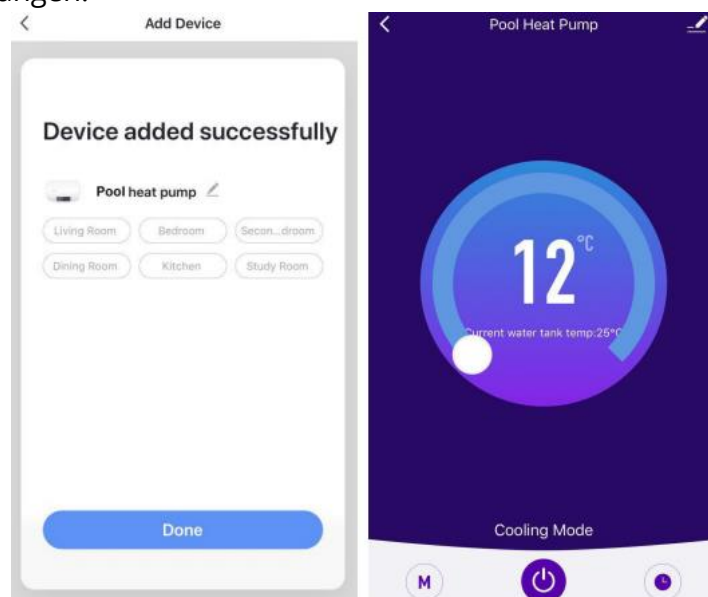 Add Device
Device added successfully
Pool heat pump
Living Room
Bedroom
Secon...droom
Dining Room
Kitchen
Study Room
Done
Pool Heat Pump
12°C
Current water tank temp:25°C
Cooling Mode
M